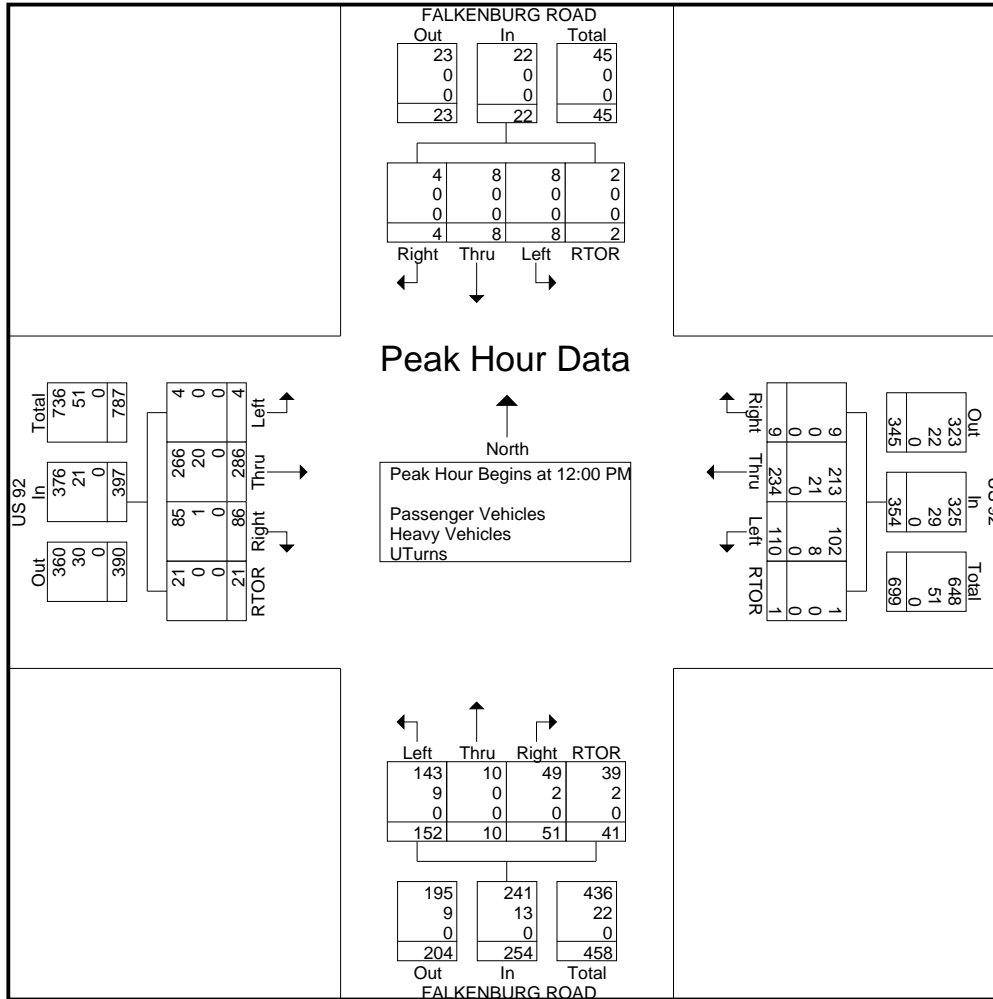 FALKENBURG ROAD
Out In Total
23 22 45
0 0 0
0 0 0
23 22 45
4 8 8 2
0 0 0 0
0 0 0 0
4 8 8 2
Right Thru Left RTOR
Peak Hour Data
North
Peak Hour Begins at 12:00 PM
Passenger Vehicles
Heavy Vehicles
UTurns
US 92
Out In Total
360 376 736
30 21 51
0 0 0
390 397 787
21 85 266 4
0 1 20 0
0 0 0 0
21 86 286 4
RTOR Right Thru Left
Out In Total
323 325 648
22 29 51
0 0 0
345 354 699
9 213 102 1
0 21 8 0
0 0 0 0
9 234 110 1
Right Thru Left RTOR
Left Thru Right RTOR
143 10 49 39
9 0 2 2
0 0 0 0
152 10 51 41
195 241 436
9 13 22
0 0 0
204 254 458
Out In Total
FALKENBURG ROAD